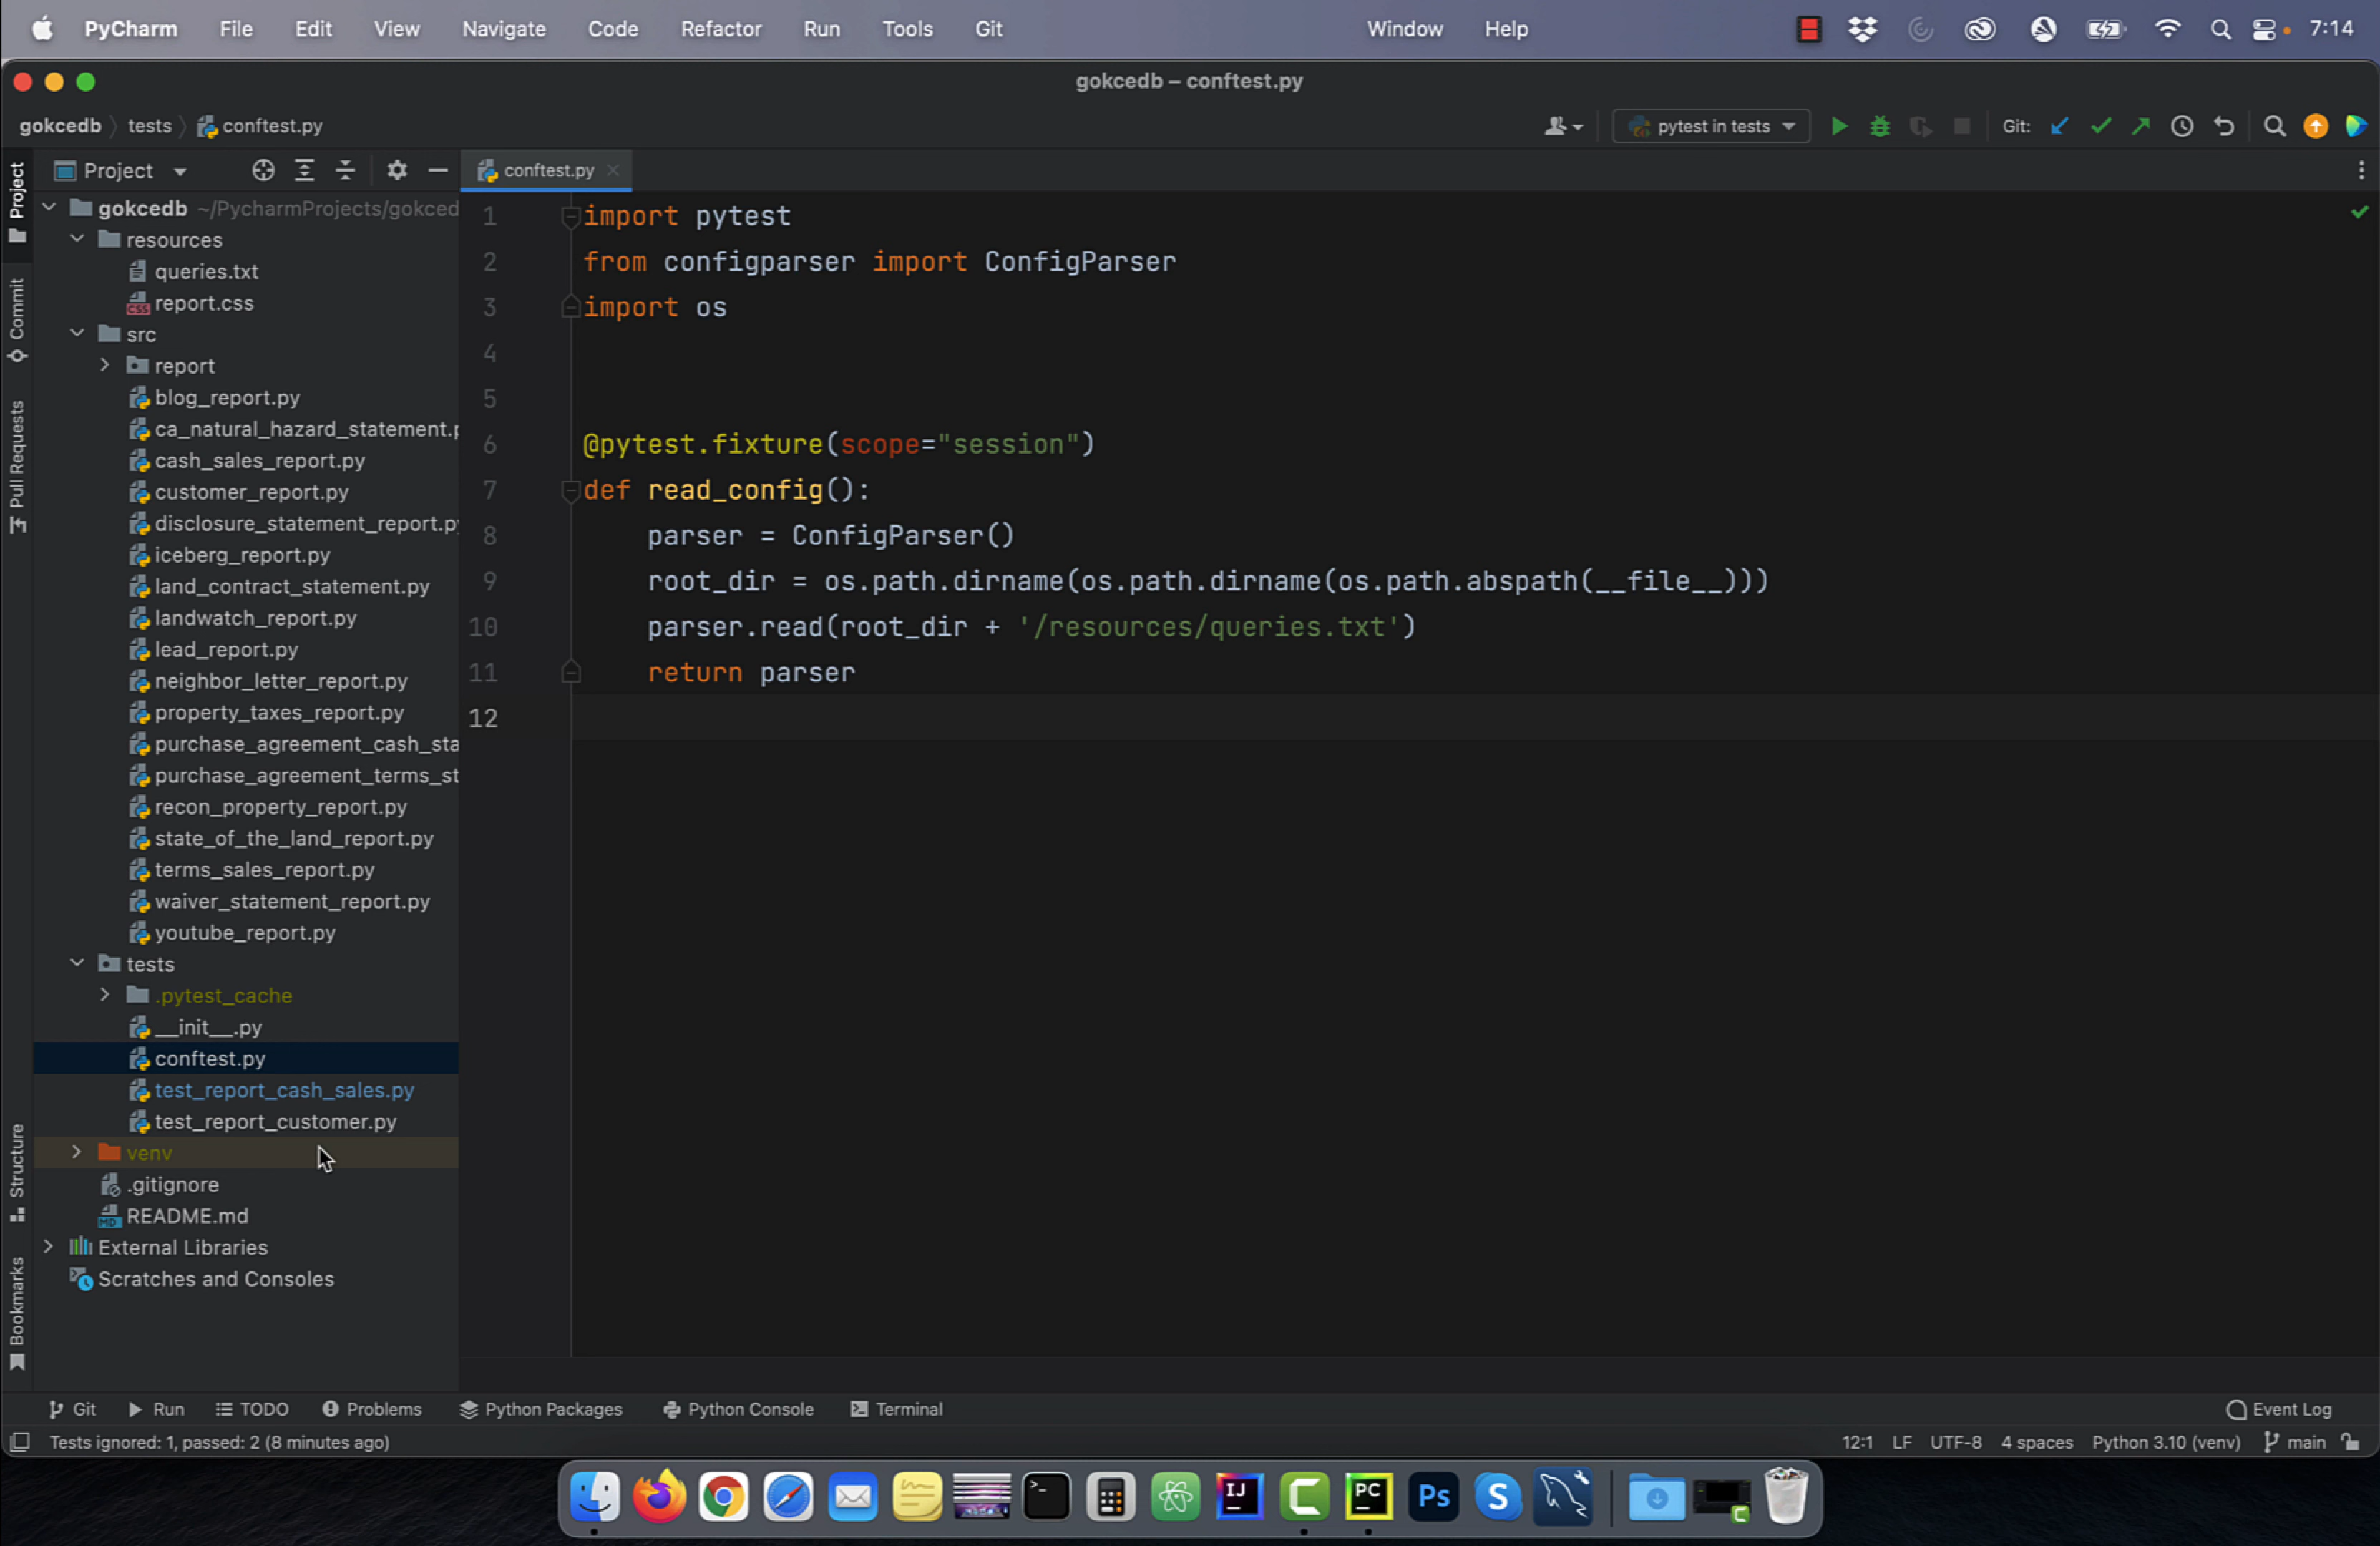 PyCharm File Edit View Navigate Code Refactor Run Tools Git Window Help 7:14
gokcedb – conftest.py
gokcedb tests conftest.py pytest in tests Git:
Project
Project
conftest.py
gokcedb ~/PycharmProjects/gokced
resources
queries.txt
report.css
src
report
blog_report.py
ca_natural_hazard_statement.p
cash_sales_report.py
customer_report.py
disclosure_statement_report.py
iceberg_report.py
land_contract_statement.py
landwatch_report.py
lead_report.py
neighbor_letter_report.py
property_taxes_report.py
purchase_agreement_cash_sta
purchase_agreement_terms_st
recon_property_report.py
state_of_the_land_report.py
terms_sales_report.py
waiver_statement_report.py
youtube_report.py
tests
.pytest_cache
__init__.py
conftest.py
test_report_cash_sales.py
test_report_customer.py
venv
.gitignore
README.md
External Libraries
Scratches and Consoles
Commit
Pull Requests
Structure
Bookmarks
1 import pytest
2 from configparser import ConfigParser
3 import os
4
5
6 @pytest.fixture(scope="session")
7 def read_config():
8 parser = ConfigParser()
9 root_dir = os.path.dirname(os.path.dirname(os.path.abspath(__file__)))
10 parser.read(root_dir + '/resources/queries.txt')
11 return parser
12
Git Run TODO Problems Python Packages Python Console Terminal Event Log
Tests ignored: 1, passed: 2 (8 minutes ago) 12:1 LF UTF-8 4 spaces Python 3.10 (venv) main
IJ PC Ps S